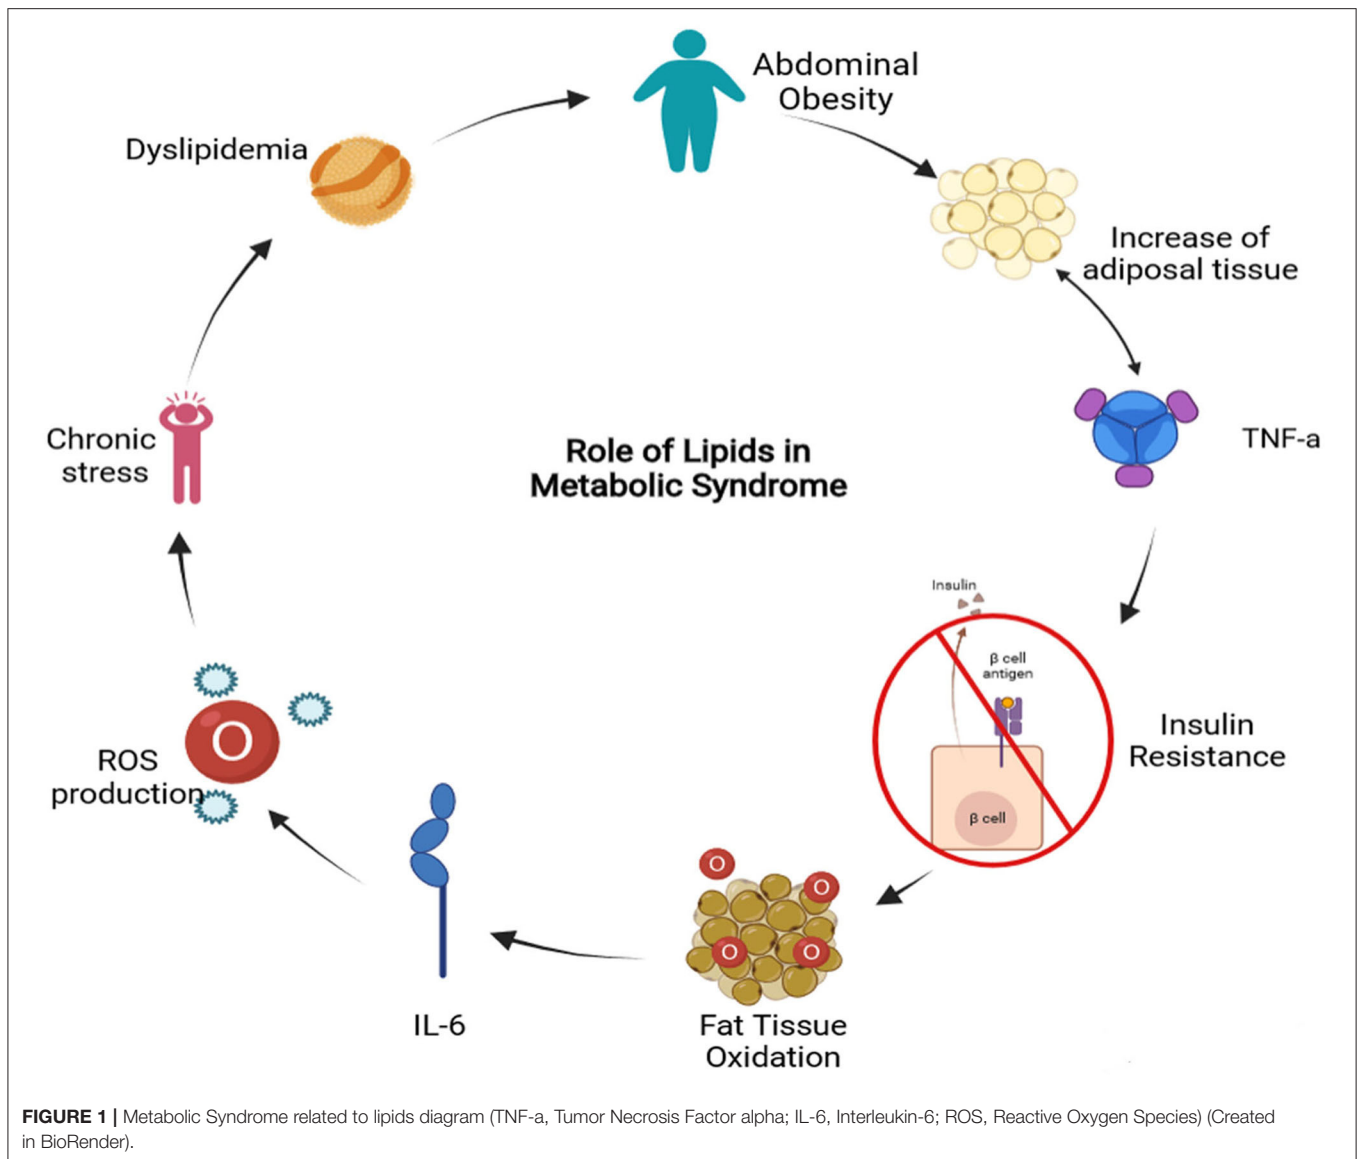 Abdominal
Obesity
Dyslipidemia
Increase of
adiposal tissue
TNF-a
Chronic
stress
Role of Lipids in
Metabolic Syndrome
Insulin
β cell
antigen
β cell
Insulin
Resistance
ROS
production
O
O
O
O
O
Fat Tissue
Oxidation
IL-6
FIGURE 1 | Metabolic Syndrome related to lipids diagram (TNF-a, Tumor Necrosis Factor alpha; IL-6, Interleukin-6; ROS, Reactive Oxygen Species) (Created
in BioRender).